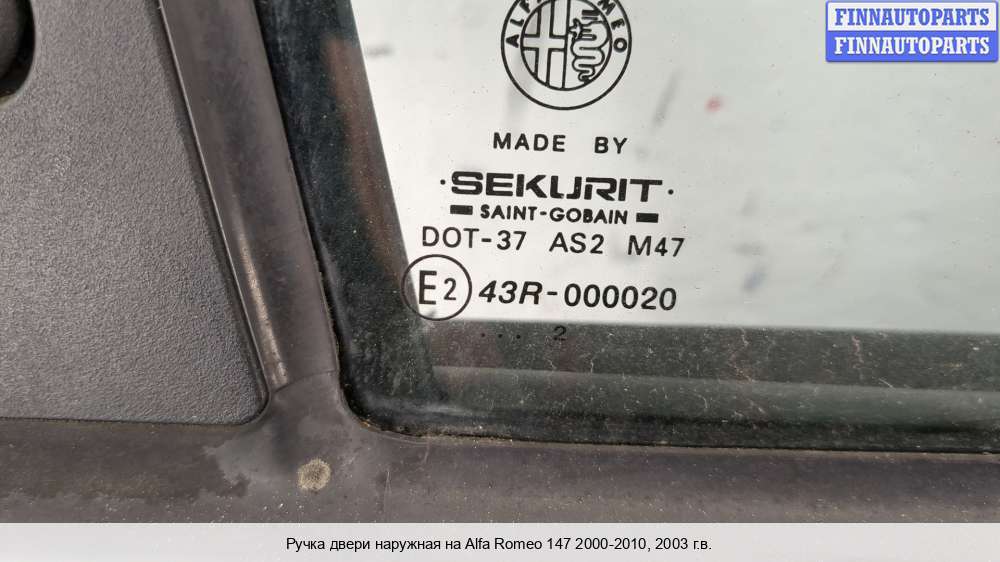 FINNAUTOPARTS
FINNAUTOPARTS
ALFA ROMEO
MADE BY
·SEKURIT·
SAINT-GOBAIN
DOT-37 AS2 M47
E2 43R-000020
... 2
Ручка двери наружная на Alfa Romeo 147 2000-2010, 2003 г.в.